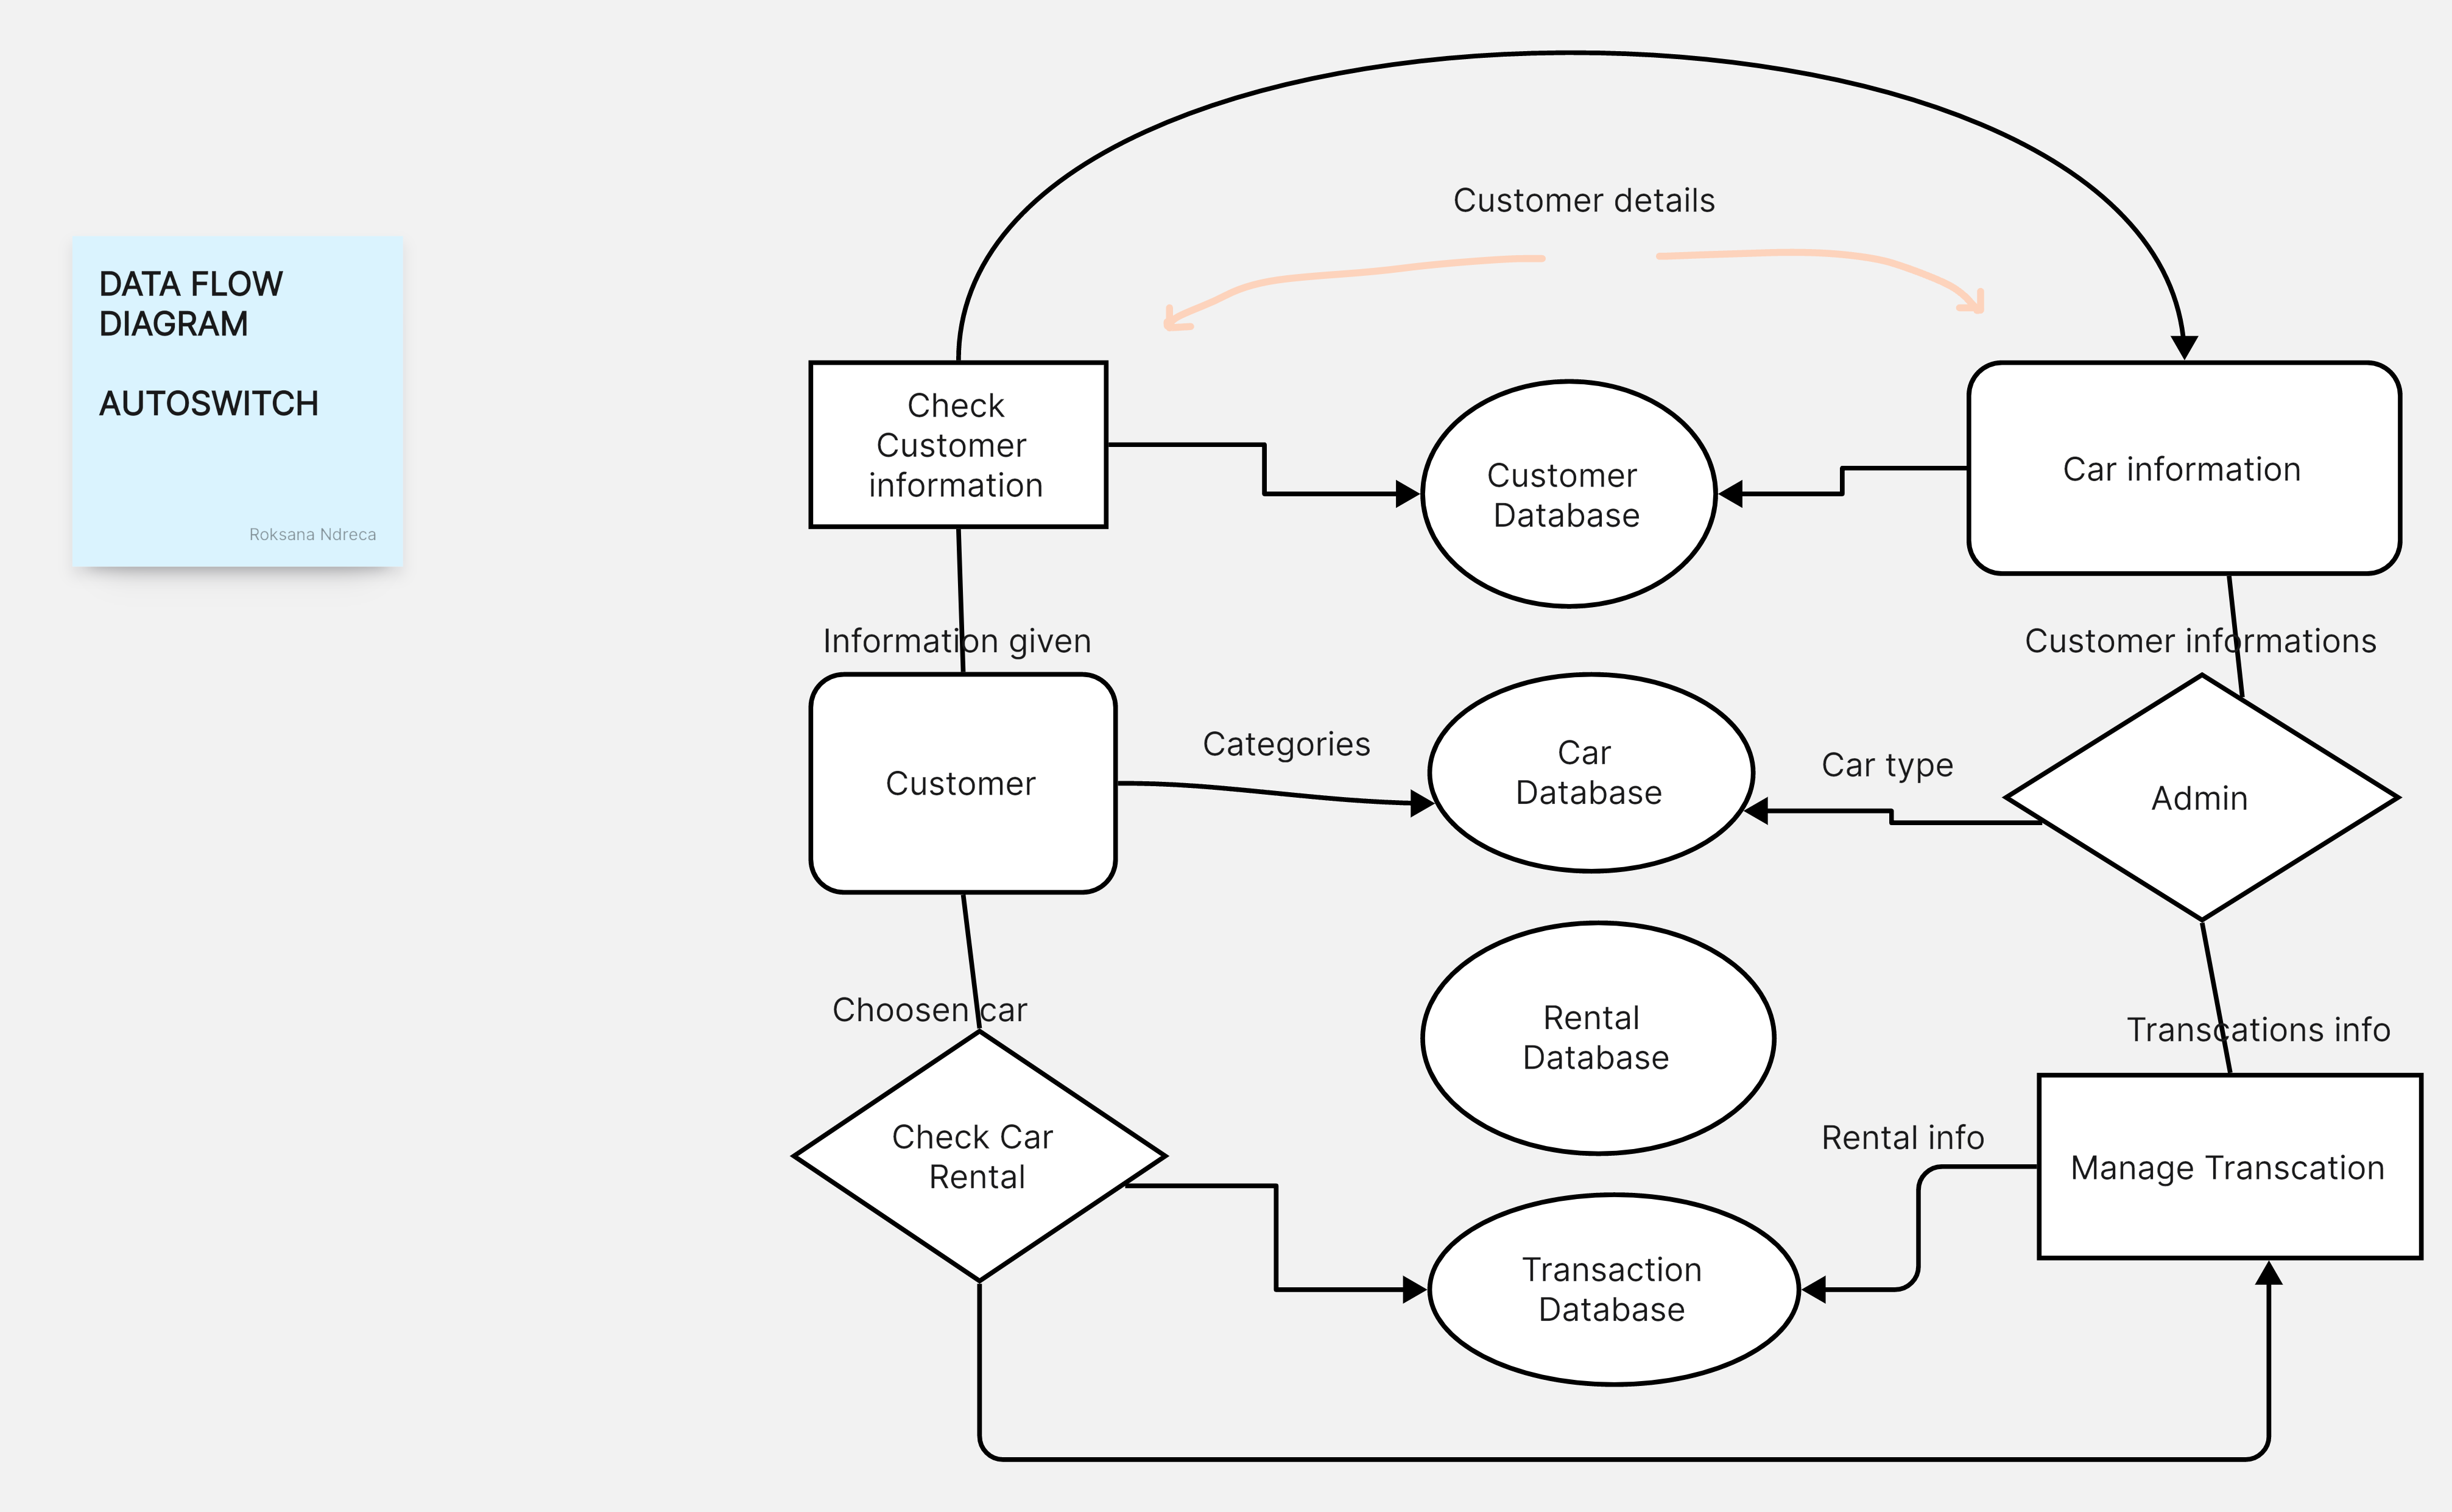 DATA FLOW
DIAGRAM
AUTOSWITCH
Roksana Ndreca
Customer details
Check
Customer
information
Customer
Database
Car information
Information given
Customer informations
Customer
Categories
Car
Database
Car type
Admin
Choosen car
Rental
Database
Transcations info
Check Car
Rental
Rental info
Manage Transcation
Transaction
Database